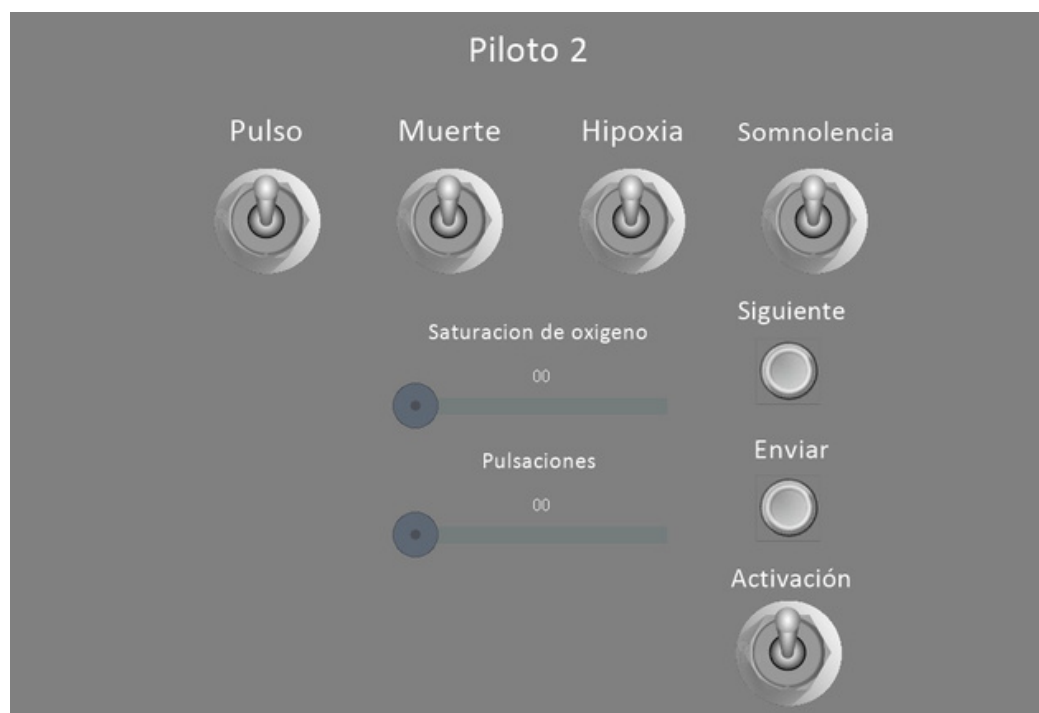 Piloto 2
Pulso Muerte Hipoxia Somnolencia
Siguiente
Saturacion de oxigeno
00
Enviar
Pulsaciones
00
Activación